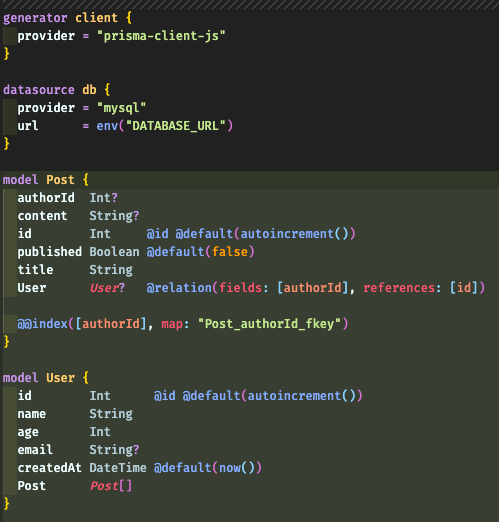 generator client {
  provider = "prisma-client-js"
}

datasource db {
  provider = "mysql"
  url      = env("DATABASE_URL")
}

model Post {
  authorId  Int?
  content   String?
  id        Int     @id @default(autoincrement())
  published Boolean @default(false)
  title     String
  User      User?   @relation(fields: [authorId], references: [id])

  @@index([authorId], map: "Post_authorId_fkey")
}

model User {
  id        Int      @id @default(autoincrement())
  name      String
  age       Int
  email     String?
  createdAt DateTime @default(now())
  Post      Post[]
}